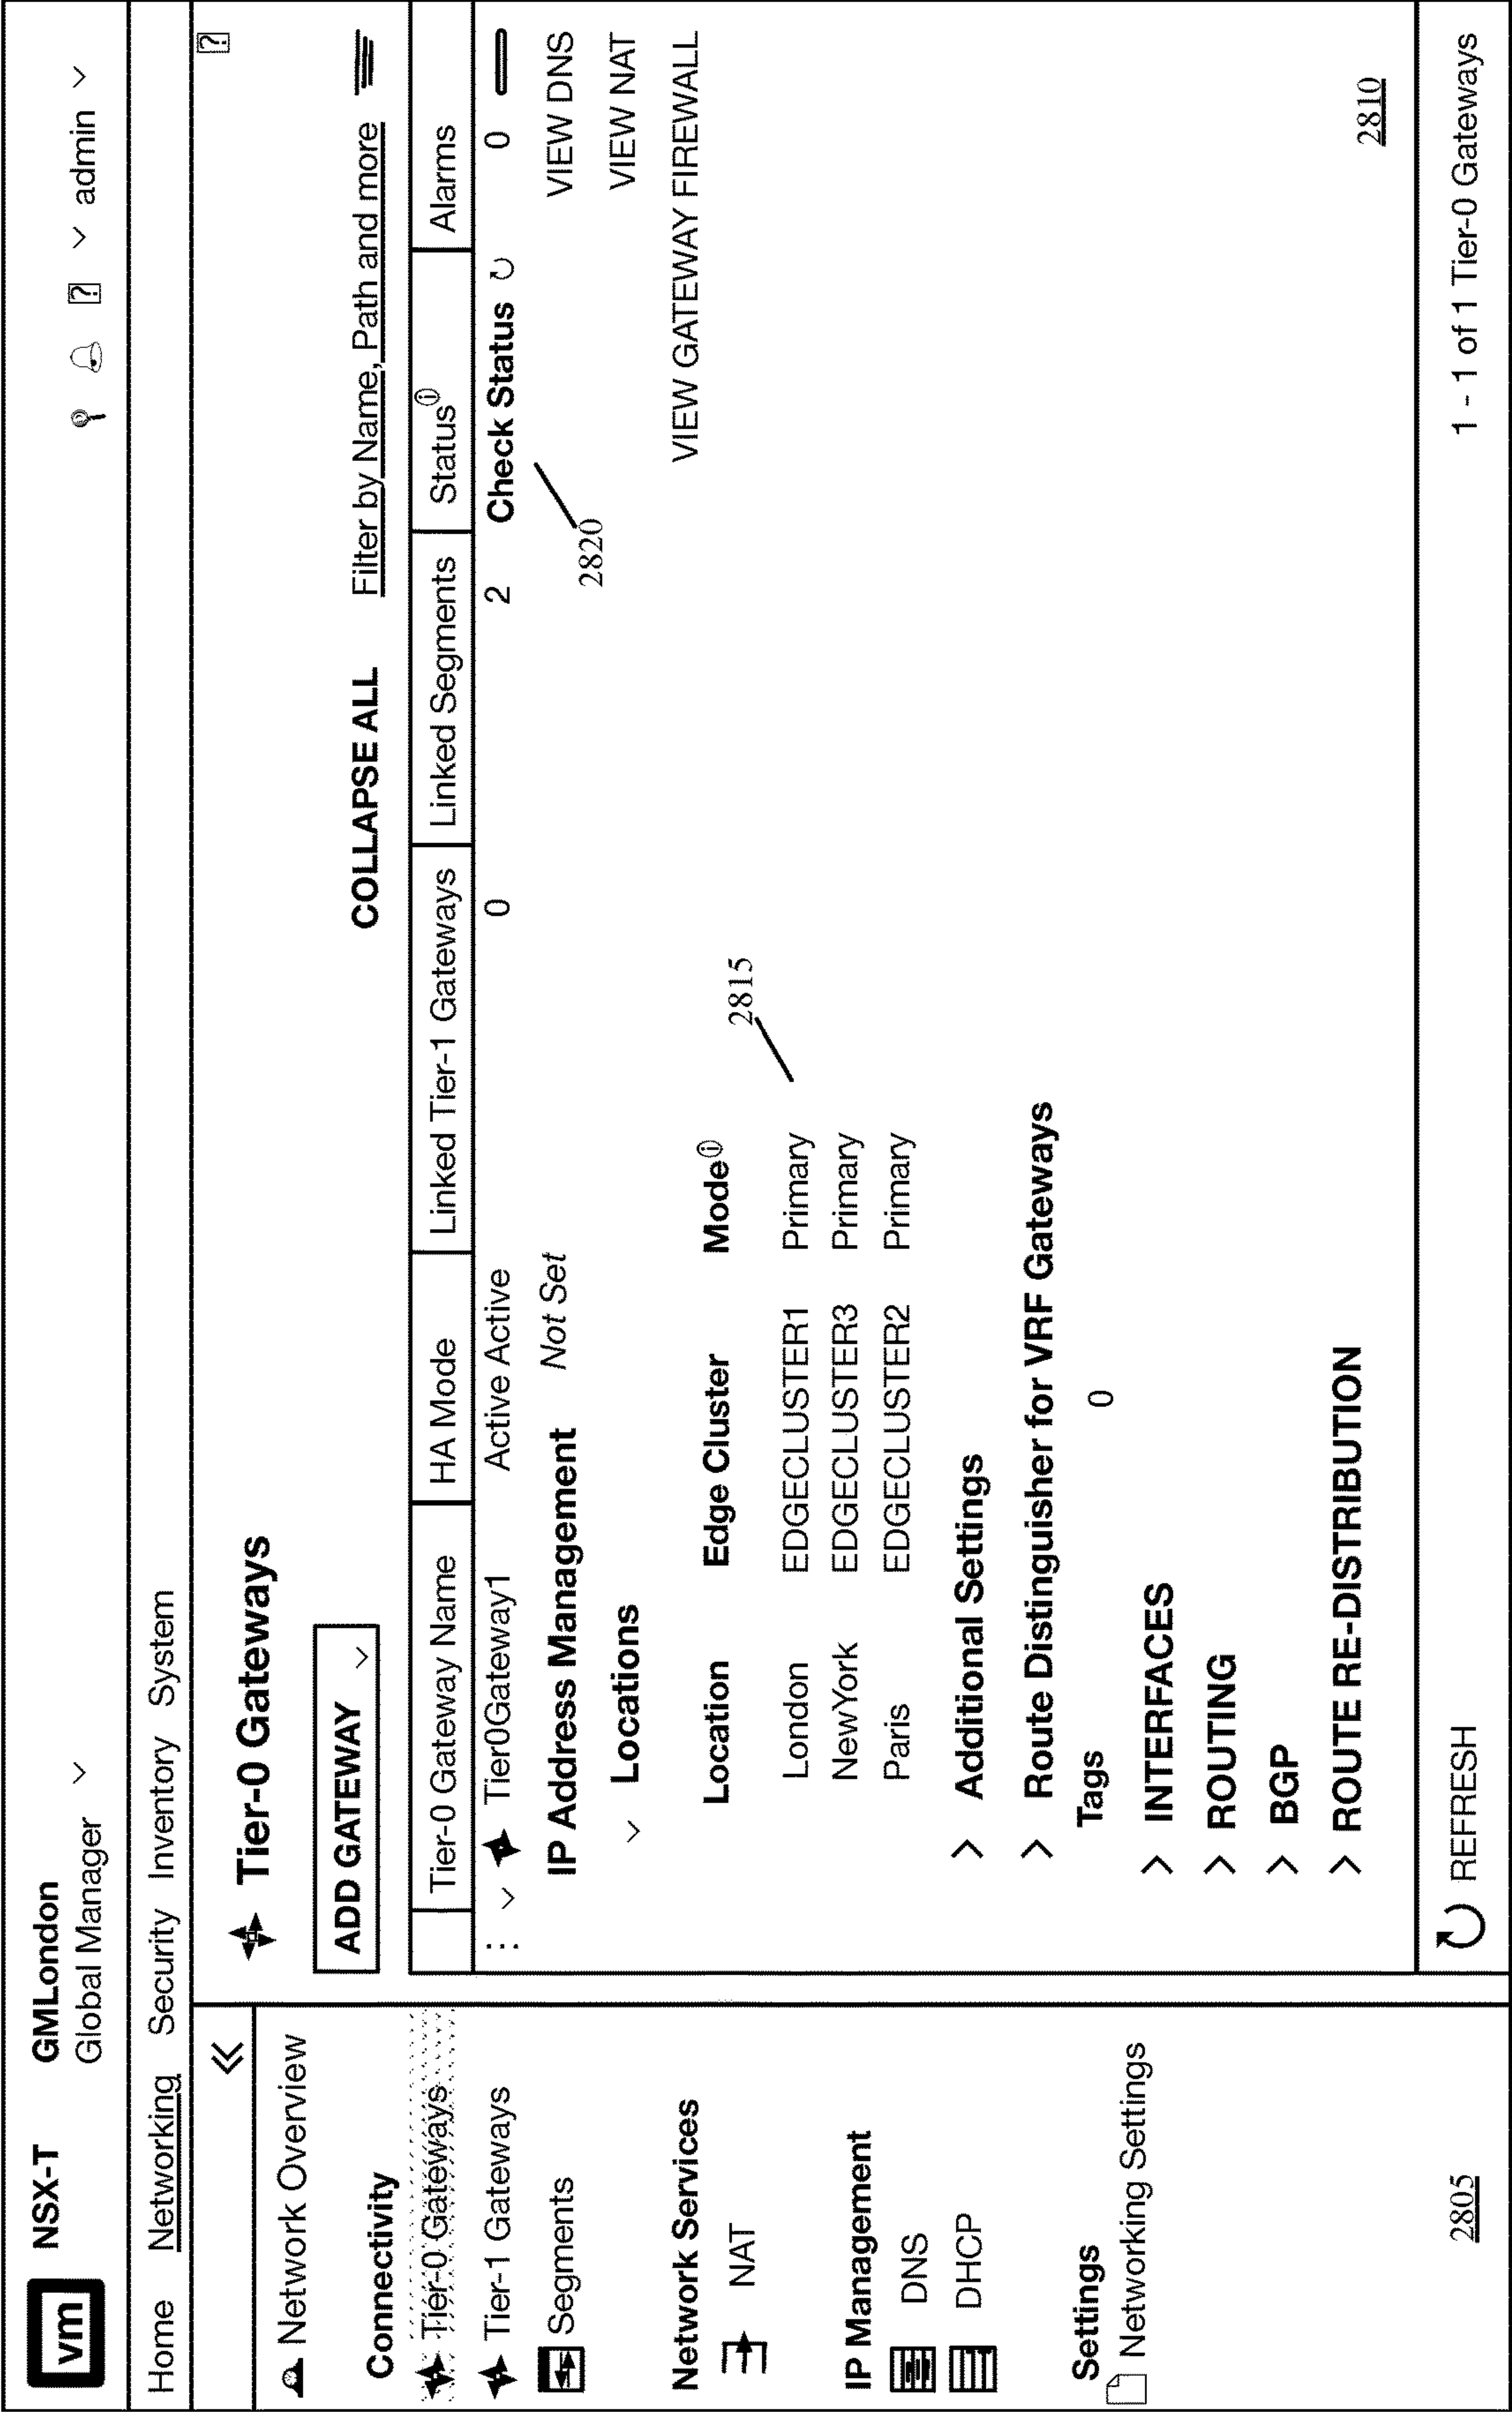 vm NSX-T GMLondon
Global Manager
admin
Home Networking Security Inventory System
Network Overview
Connectivity
Tier-0 Gateways
Tier-1 Gateways
Segments
Network Services
NAT
IP Management
DNS
DHCP
Settings
Networking Settings
2805
Tier-0 Gateways
ADD GATEWAY
COLLAPSE ALL Filter by Name, Path and more
Tier-0 Gateway Name HA Mode Linked Tier-1 Gateways Linked Segments Status Alarms
Tier0Gateway1 Active Active 0 2 Check Status 0
IP Address Management Not Set VIEW DNS
2820
Locations VIEW NAT
VIEW GATEWAY FIREWALL
Location Edge Cluster Mode
2815
London EDGECLUSTER1 Primary
NewYork EDGECLUSTER3 Primary
Paris EDGECLUSTER2 Primary
Additional Settings
Route Distinguisher for VRF Gateways
Tags 0
INTERFACES
ROUTING
BGP
ROUTE RE-DISTRIBUTION
2810
REFRESH 1 - 1 of 1 Tier-0 Gateways